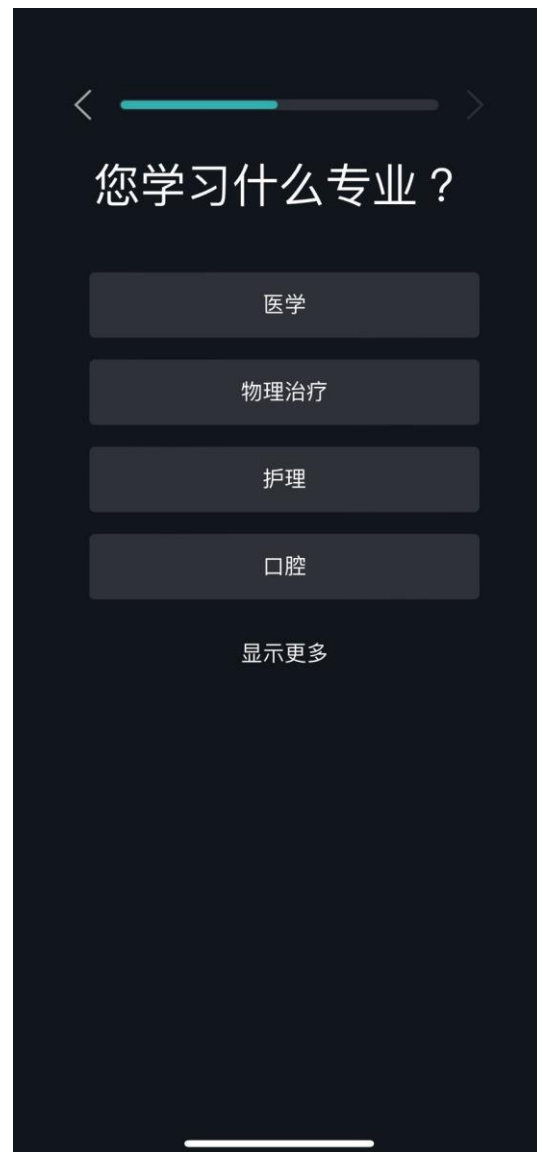 您学习什么专业？
医学
物理治疗
护理
口腔
显示更多